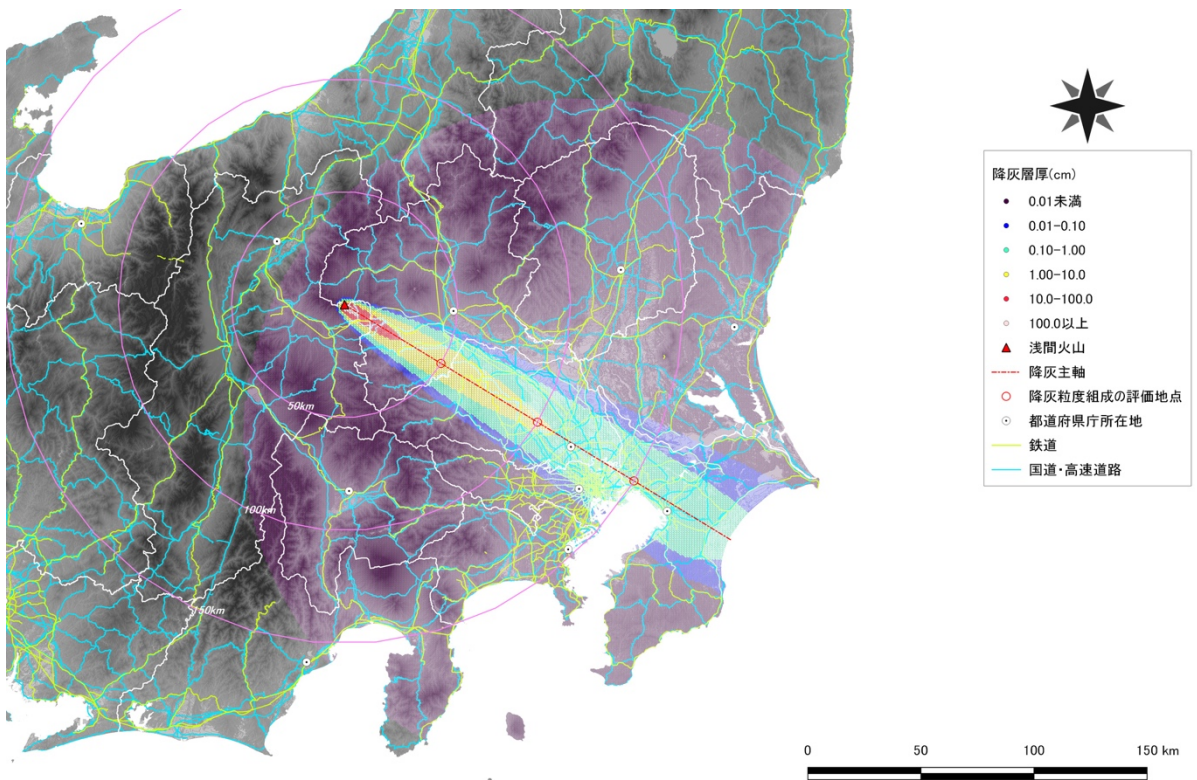 50km
100km
150km
降灰層厚(cm)
0.01未満
0.01-0.10
0.10-1.00
1.00-10.0
10.0-100.0
100.0以上
浅間火山
降灰主軸
降灰粒度組成の評価地点
都道府県庁所在地
鉄道
国道・高速道路
0 50 100 150 km